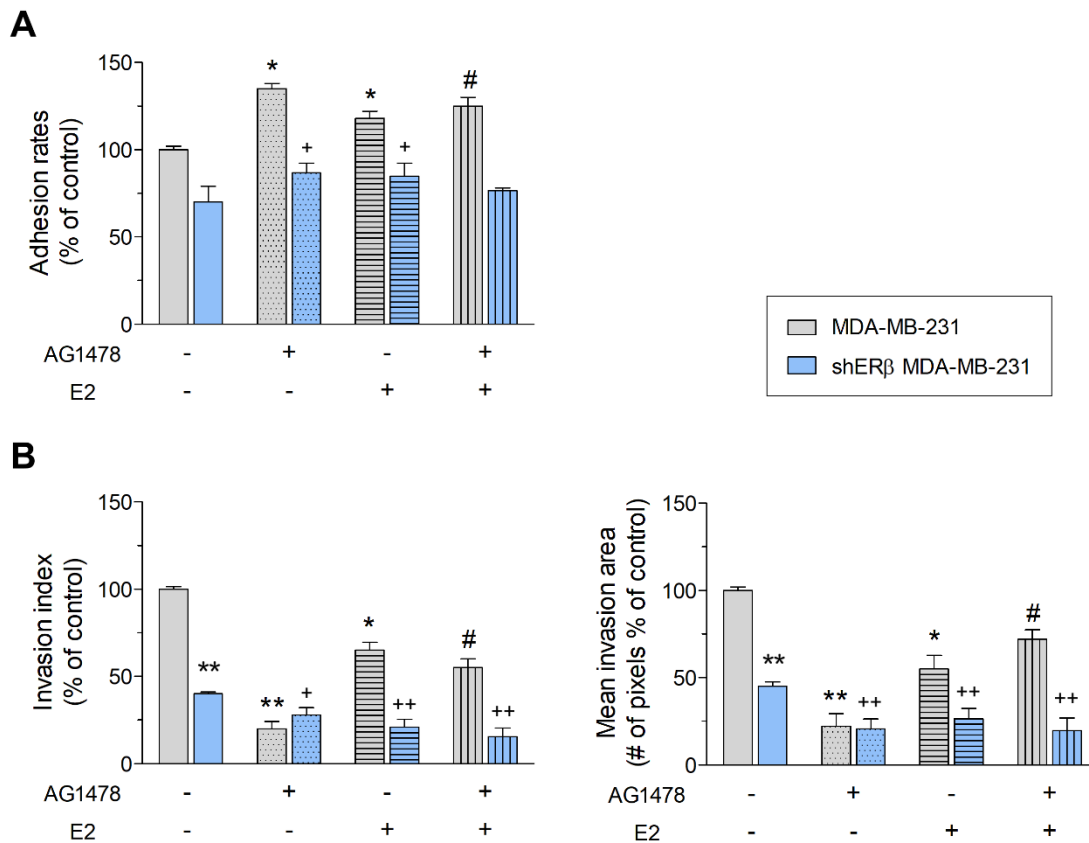 A
Adhesion rates
(% of control)
150
100
50
0
*
+
*
+
#
AG1478 - + - +
E2 - - + +
MDA-MB-231
shERβ MDA-MB-231
B
Invasion index
(% of control)
150
100
50
0
**
**
+
*
++
#
++
AG1478 - + - +
E2 - - + +
Mean invasion area
(# of pixels % of control)
150
100
50
0
**
**
++
*
++
#
++
AG1478 - + - +
E2 - - + +